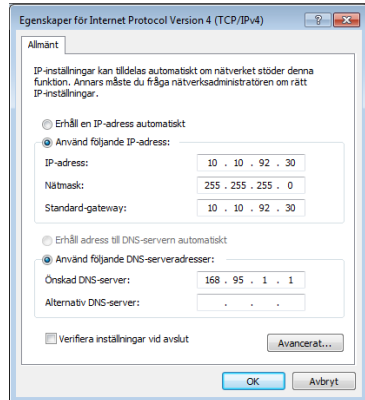 Egenskaper för Internet Protocol Version 4 (TCP/IPv4)
Allmänt
IP-inställningar kan tilldelas automatiskt om nätverket stöder denna
funktion. Annars måste du fråga nätverksadministratören om rätt
IP-inställningar.
Erhåll en IP-adress automatiskt
Använd följande IP-adress:
IP-adress: 10 . 10 . 92 . 30
Nätmask: 255 . 255 . 255 . 0
Standard-gateway: 10 . 10 . 92 . 30
Erhåll adress till DNS-servern automatiskt
Använd följande DNS-serveradresser:
Önskad DNS-server: 168 . 95 . 1 . 1
Alternativ DNS-server: . . .
Verifiera inställningar vid avslut
Avancerat...
OK Avbryt